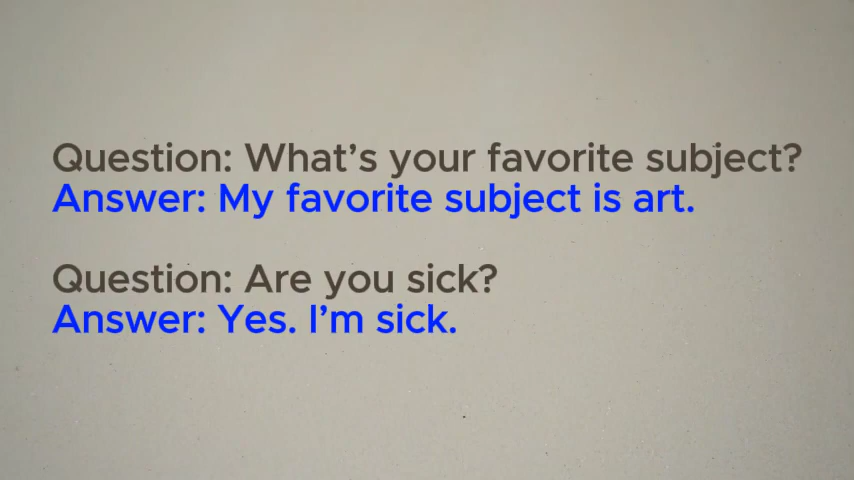 Question: What’s your favorite subject?
Answer: My favorite subject is art.
Question: Are you sick?
Answer: Yes. I’m sick.